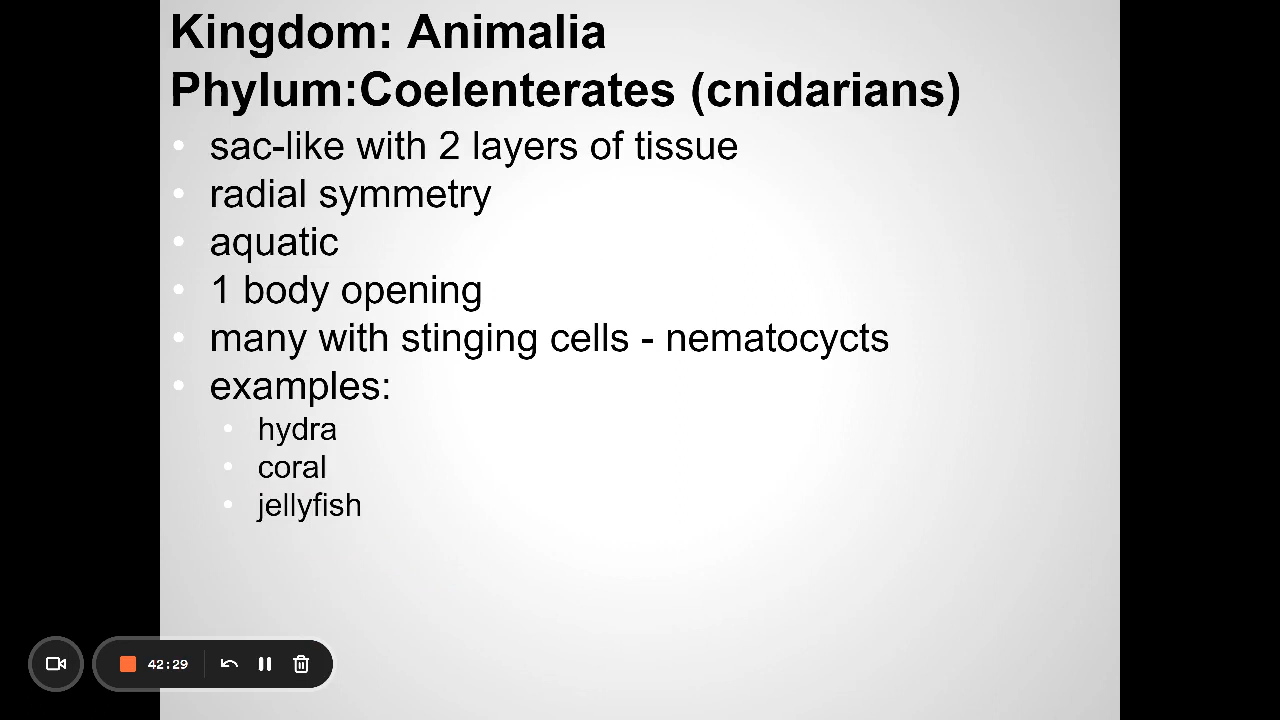 Kingdom: Animalia
Phylum:Coelenterates (cnidarians)
• sac-like with 2 layers of tissue
• radial symmetry
• aquatic
• 1 body opening
• many with stinging cells - nematocycts
• examples:
• hydra
• coral
• jellyfish
42:29